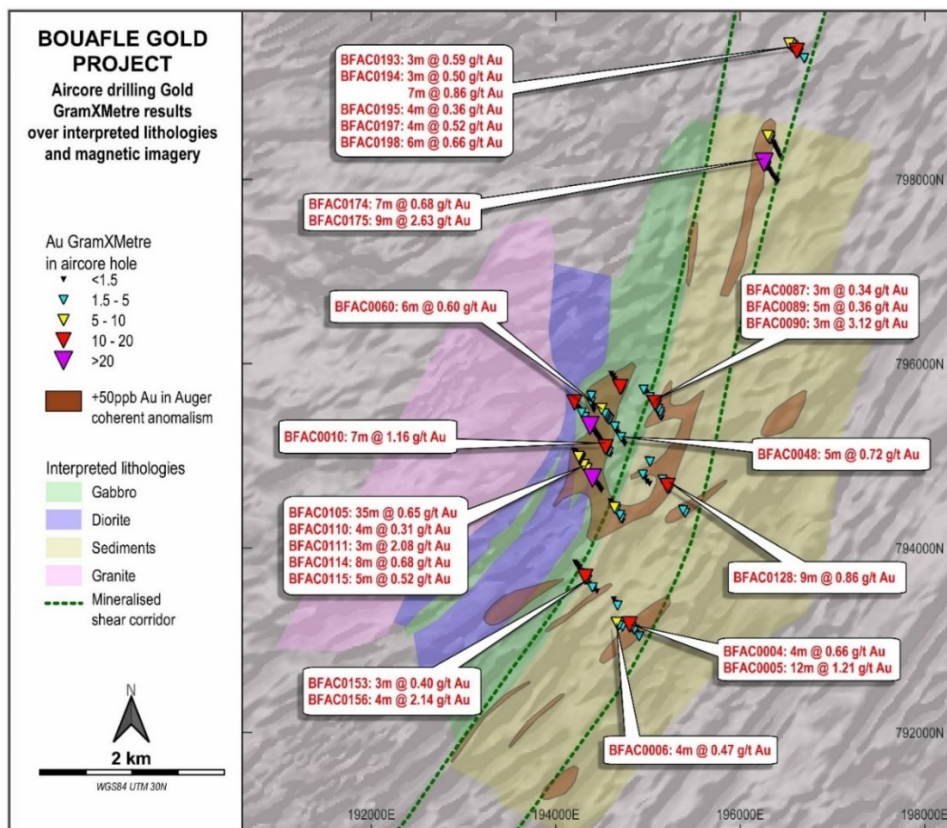 BOUAFLE GOLD
PROJECT
Aircore drilling Gold
GramXMetre results
over interpreted lithologies
and magnetic imagery
Au GramXMetre
in aircore hole
<1.5
1.5 - 5
5 - 10
10 - 20
>20
+50ppb Au in Auger
coherent anomalism
Interpreted lithologies
Gabbro
Diorite
Sediments
Granite
Mineralised
shear corridor
N
2 km
WGS84 UTM 30N
BFAC0193: 3m @ 0.59 g/t Au
BFAC0194: 3m @ 0.50 g/t Au
7m @ 0.86 g/t Au
BFAC0195: 4m @ 0.36 g/t Au
BFAC0197: 4m @ 0.52 g/t Au
BFAC0198: 6m @ 0.66 g/t Au
798000N
BFAC0174: 7m @ 0.68 g/t Au
BFAC0175: 9m @ 2.63 g/t Au
BFAC0087: 3m @ 0.34 g/t Au
BFAC0089: 5m @ 0.36 g/t Au
BFAC0090: 3m @ 3.12 g/t Au
BFAC0060: 6m @ 0.60 g/t Au
796000N
BFAC0010: 7m @ 1.16 g/t Au
BFAC0048: 5m @ 0.72 g/t Au
BFAC0105: 35m @ 0.65 g/t Au
BFAC0110: 4m @ 0.31 g/t Au
BFAC0111: 3m @ 2.08 g/t Au
BFAC0114: 8m @ 0.68 g/t Au
BFAC0115: 5m @ 0.52 g/t Au
794000N
BFAC0128: 9m @ 0.86 g/t Au
BFAC0004: 4m @ 0.66 g/t Au
BFAC0005: 12m @ 1.21 g/t Au
BFAC0153: 3m @ 0.40 g/t Au
BFAC0156: 4m @ 2.14 g/t Au
792000N
BFAC0006: 4m @ 0.47 g/t Au
192000E
194000E
196000E